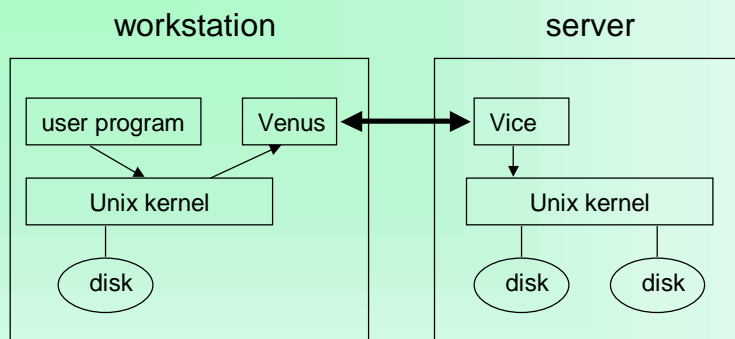 workstation
server
user program
Venus
Vice
Unix kernel
Unix kernel
disk
disk
disk